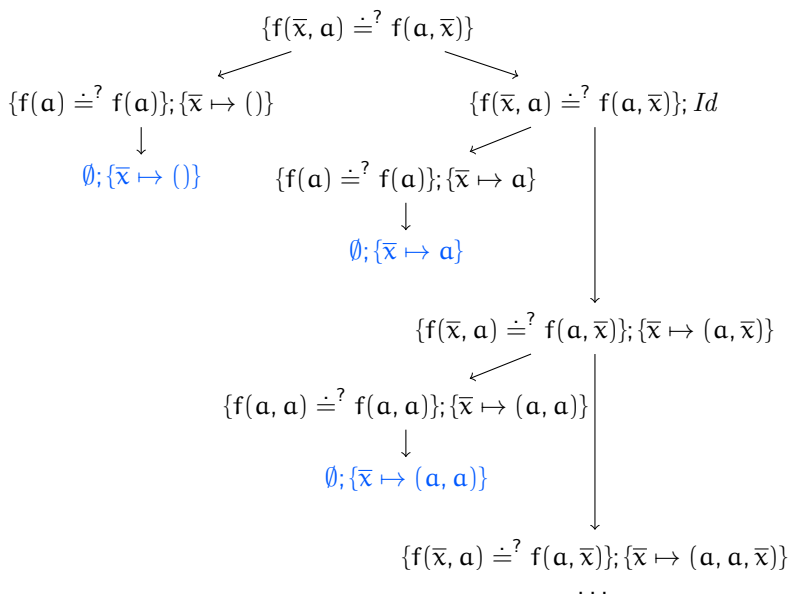 {f(x̅, a) ≐? f(a, x̅)}
{f(a) ≐? f(a)}; {x̅ ↦ ()}
{f(x̅, a) ≐? f(a, x̅)}; Id
∅; {x̅ ↦ ()}
{f(a) ≐? f(a)}; {x̅ ↦ a}
∅; {x̅ ↦ a}
{f(x̅, a) ≐? f(a, x̅)}; {x̅ ↦ (a, x̅)}
{f(a, a) ≐? f(a, a)}; {x̅ ↦ (a, a)}
∅; {x̅ ↦ (a, a)}
{f(x̅, a) ≐? f(a, x̅)}; {x̅ ↦ (a, a, x̅)}
...